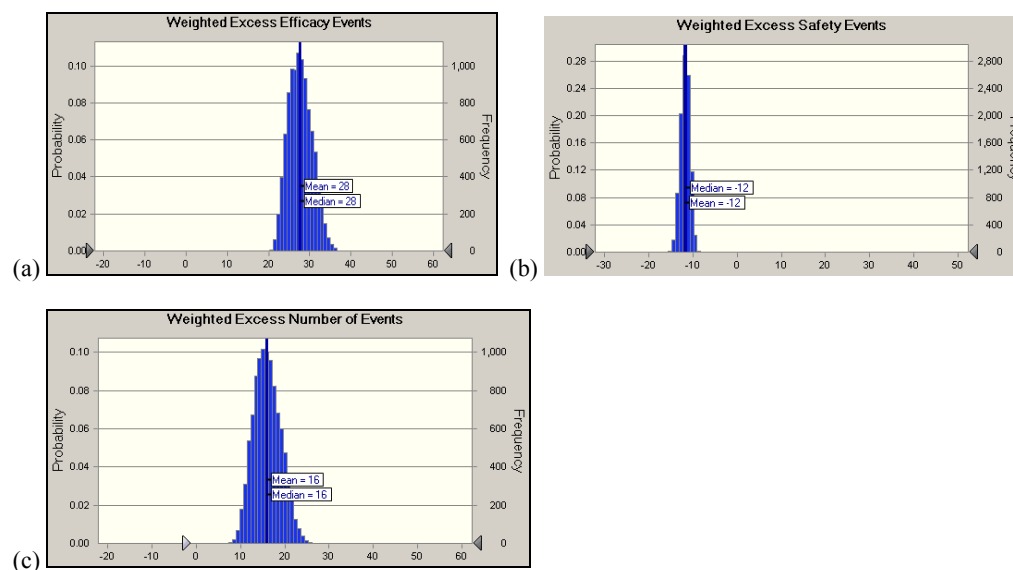 Weighted Excess Efficacy Events
0.10
0.08
0.06
0.04
0.02
0.00
Probability
1,000
800
600
400
200
0
Frequency
Mean = 28
Median = 28
-20 -10 0 10 20 30 40 50 60
(a)
Weighted Excess Safety Events
0.28
0.24
0.20
0.16
0.12
0.08
0.04
0.00
Probability
2,800
2,400
2,000
1,600
1,200
800
400
0
Frequency
Median = -12
Mean = -12
-30 -20 -10 0 10 20 30 40 50
(b)
Weighted Excess Number of Events
0.10
0.08
0.06
0.04
0.02
0.00
Probability
1,000
800
600
400
200
0
Frequency
Mean = 16
Median = 16
-20 -10 0 10 20 30 40 50 60
(c)